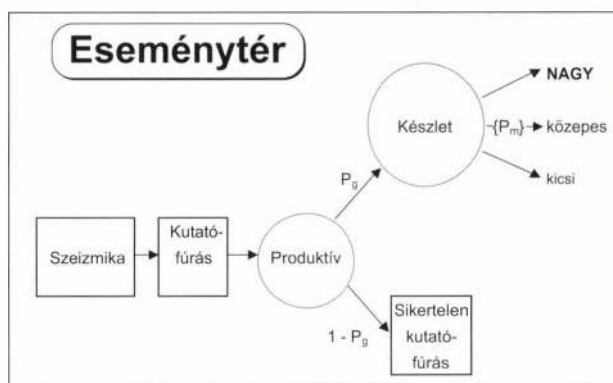 Eseménytér
NAGY
Készlet
{Pm}
közepes
kicsi
Pg
Szeizmika
Kutató-
fúrás
Produktív
1 - Pg
Sikertelen
kutató-
fúrás